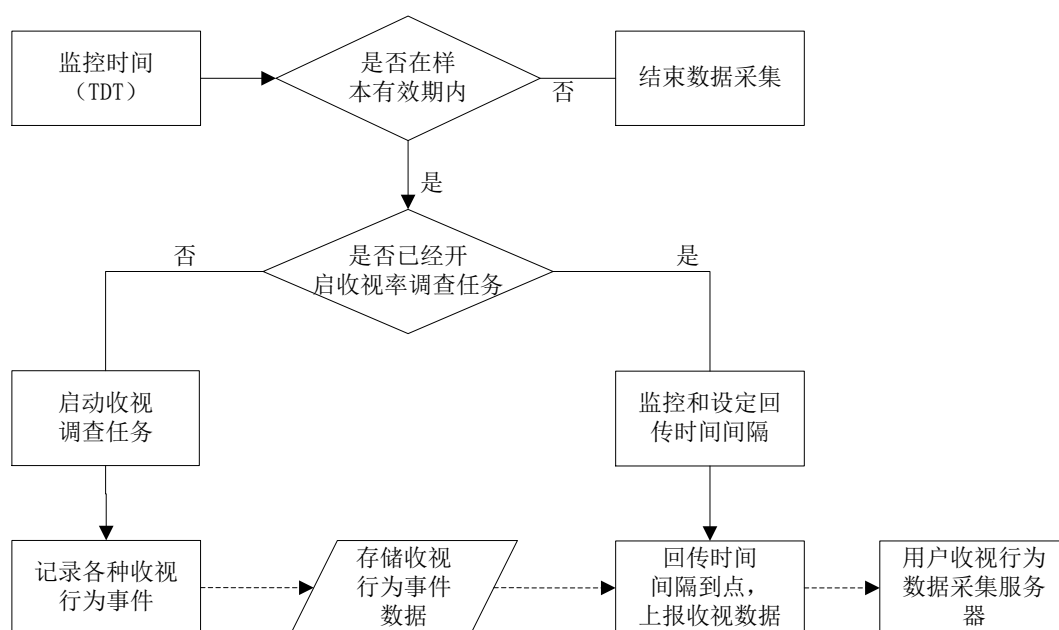 监控时间
（TDT）
是否在样
本有效期内
否
结束数据采集
是
否
是否已经开
启收视率调查任务
是
启动收视
调查任务
监控和设定回
传时间间隔
记录各种收视
行为事件
存储收视
行为事件
数据
回传时间
间隔到点，
上报收视数据
用户收视行为
数据采集服务
器